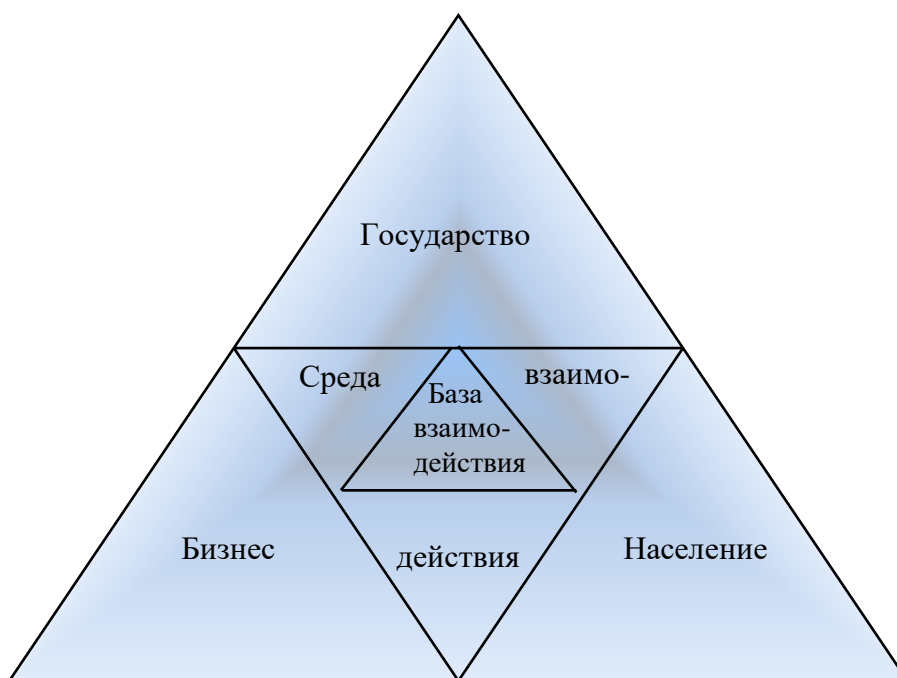 Государство
Среда
взаимо-
База
взаимо-
действия
Бизнес
действия
Население